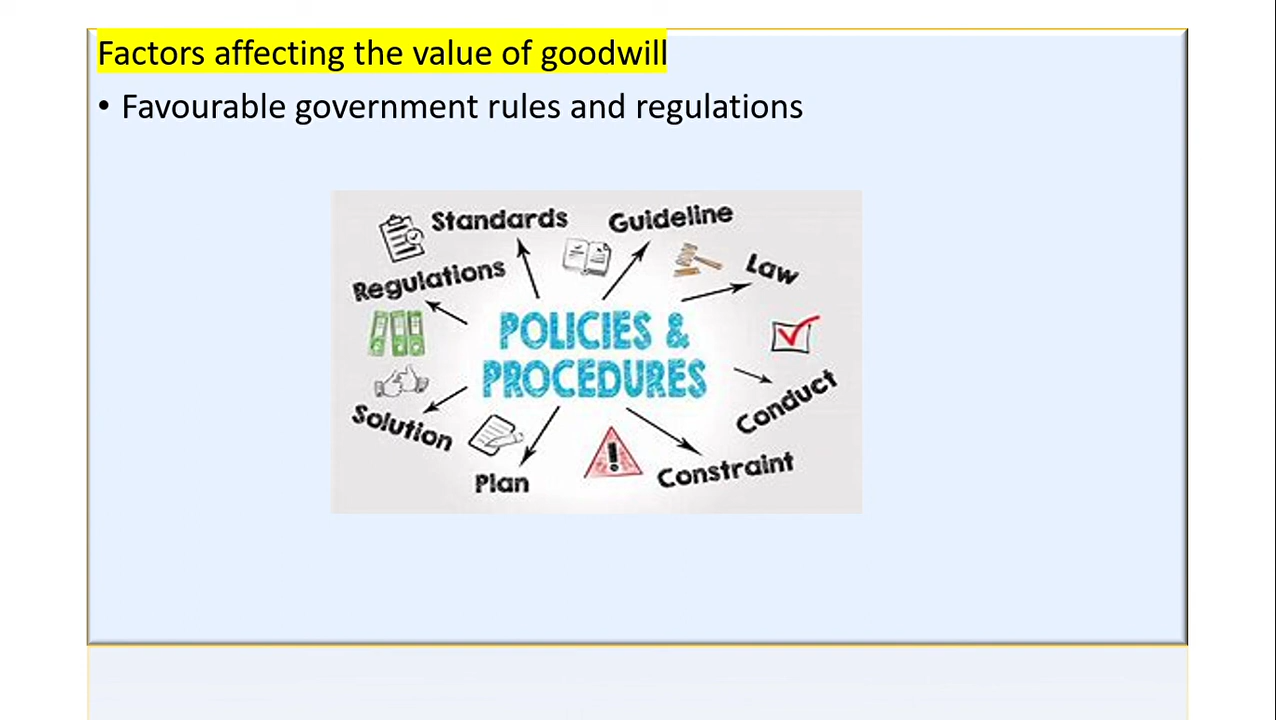 Factors affecting the value of goodwill
• Favourable government rules and regulations
Standards
Guideline
Regulations
Law
POLICIES &
PROCEDURES
Solution
Conduct
Plan
Constraint